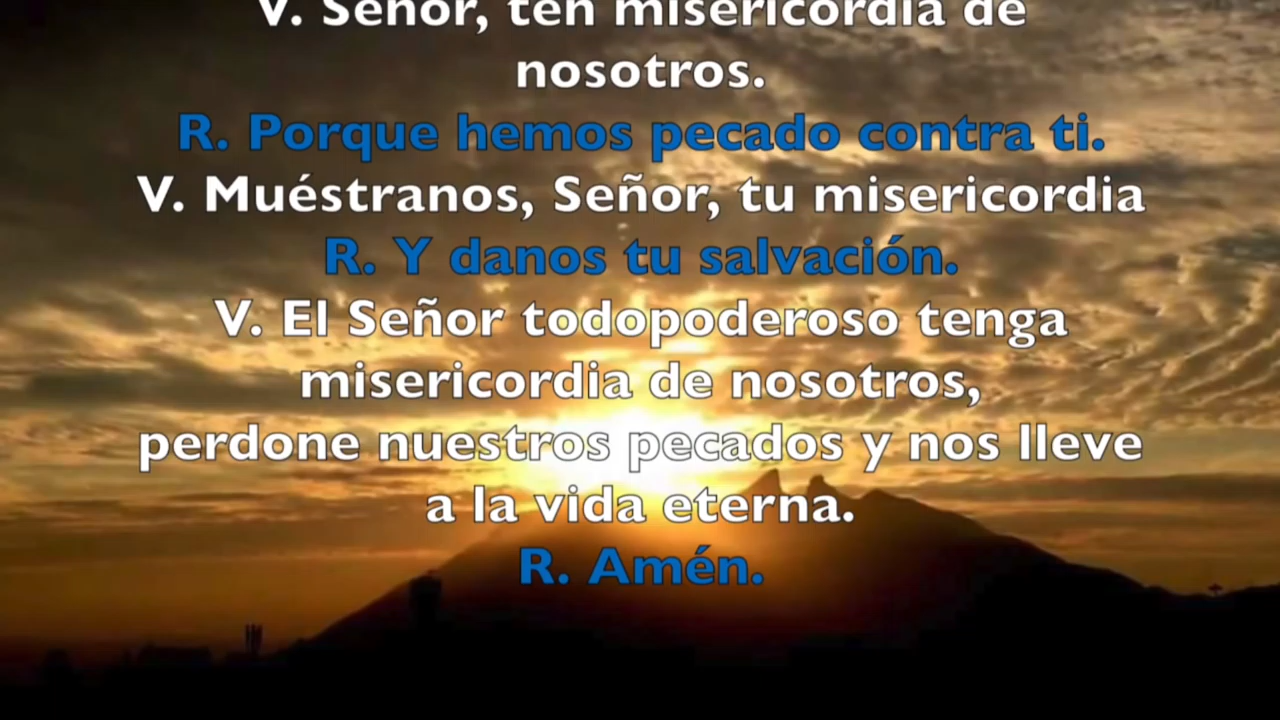 V. Señor, ten misericordia de
nosotros.
R. Porque hemos pecado contra ti.
V. Muéstranos, Señor, tu misericordia
R. Y danos tu salvación.
V. El Señor todopoderoso tenga
misericordia de nosotros,
perdone nuestros pecados y nos lleve
a la vida eterna.
R. Amén.